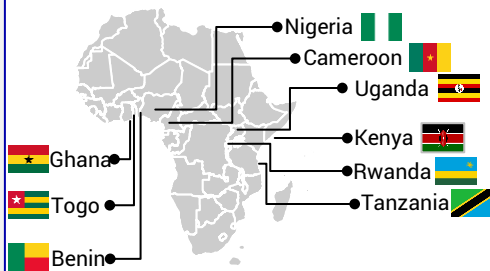 Nigeria
Cameroon
Uganda
Kenya
Rwanda
Tanzania
Ghana
Togo
Benin